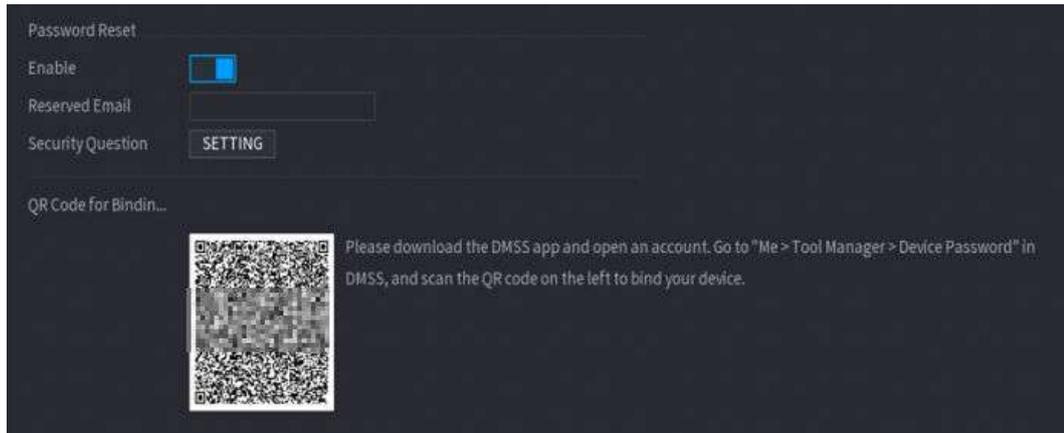 Password Reset
Enable
Reserved Email
Security Question
SETTING
QR Code for Bindin...
Please download the DMSS app and open an account. Go to "Me > Tool Manager > Device Password" in
DMSS, and scan the QR code on the left to bind your device.